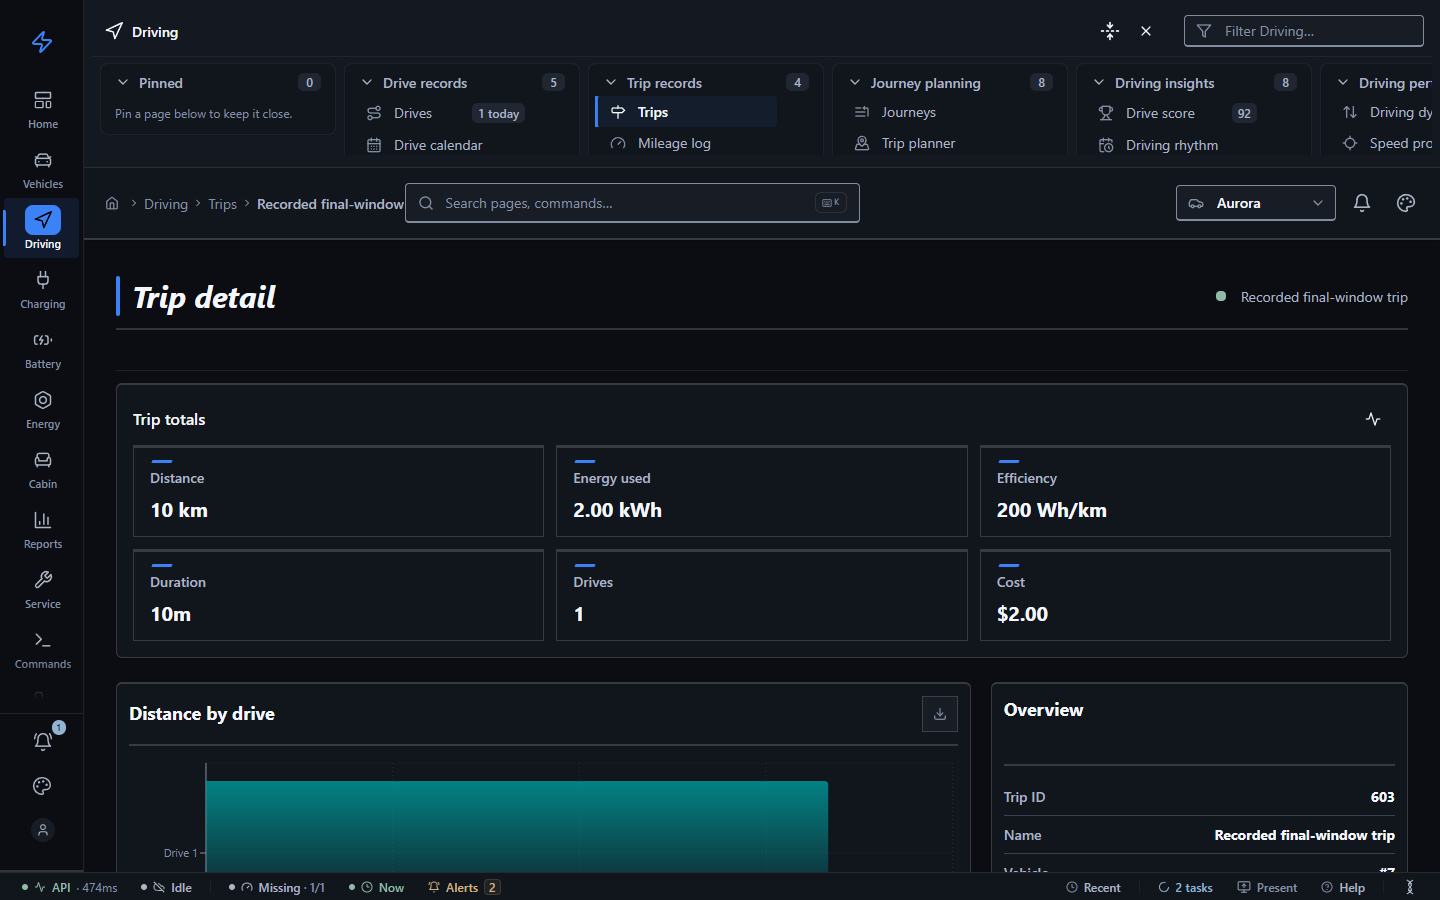 Driving
Filter Driving...
Pinned 0
Pin a page below to keep it close.
Drive records 5
Drives 1 today
Drive calendar
Trip records 4
Trips
Mileage log
Journey planning 8
Journeys
Trip planner
Driving insights 8
Drive score 92
Driving rhythm
Driving per
Driving dy
Speed pro
Home
Vehicles
Driving
Charging
Battery
Energy
Cabin
Reports
Service
Commands
1
Driving Trips Recorded final-window
Search pages, commands...
K
Aurora
Trip detail
Recorded final-window trip
Trip totals
Distance
10 km
Energy used
2.00 kWh
Efficiency
200 Wh/km
Duration
10m
Drives
1
Cost
$2.00
Distance by drive
Drive 1
Overview
Trip ID 603
Name Recorded final-window trip
Vehicle #7
API · 474ms
Idle
Missing · 1/1
Now
Alerts 2
Recent
2 tasks
Present
Help